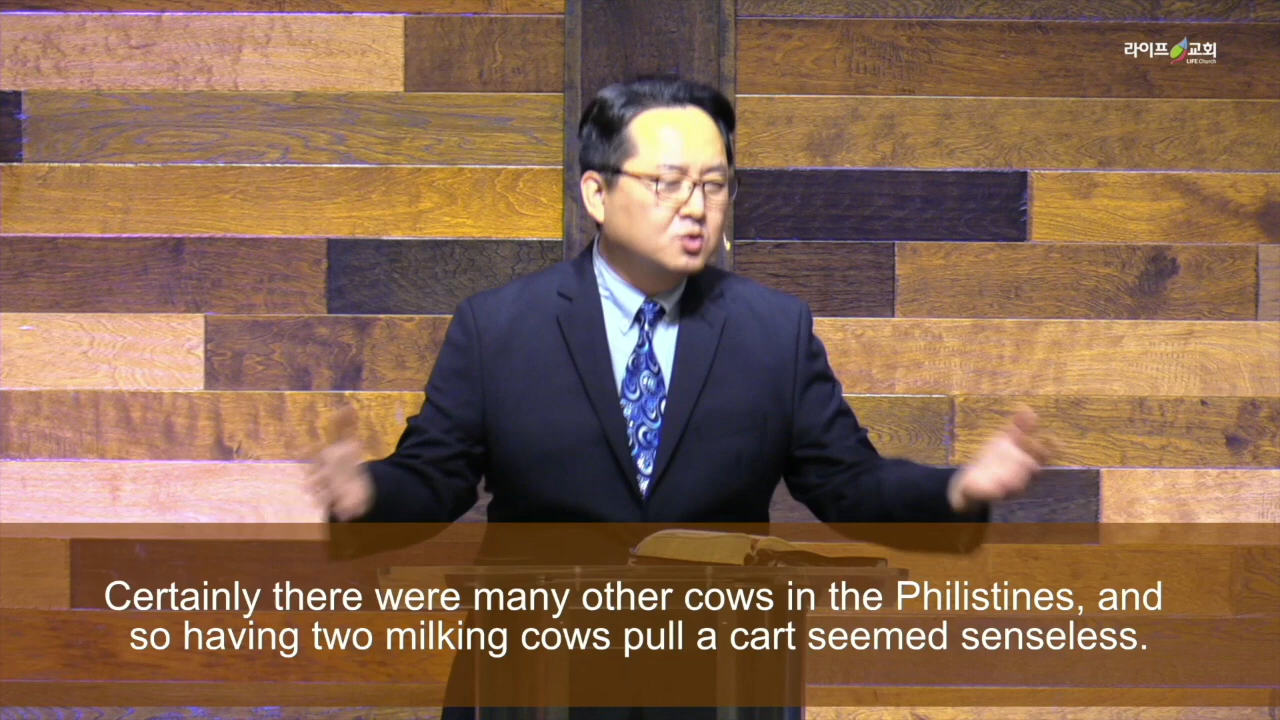 라이프 교회
LIFE Church
Certainly there were many other cows in the Philistines, and
so having two milking cows pull a cart seemed senseless.